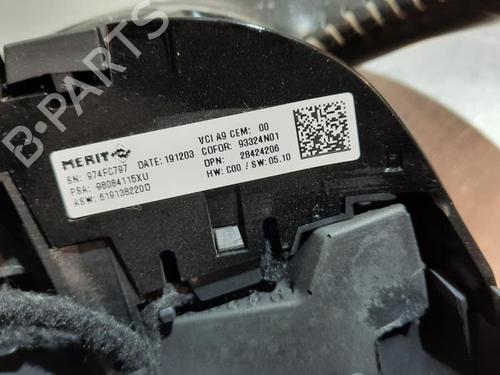 MERIT
VCI A9 CEM: 00
SN: 974FC797 DATE: 191203 COFOR: 93324N01
PSA: 98084115XU DPN: 28424206
ASW: 619138220D HW: C00 / SW: 05.10
B-PARTS